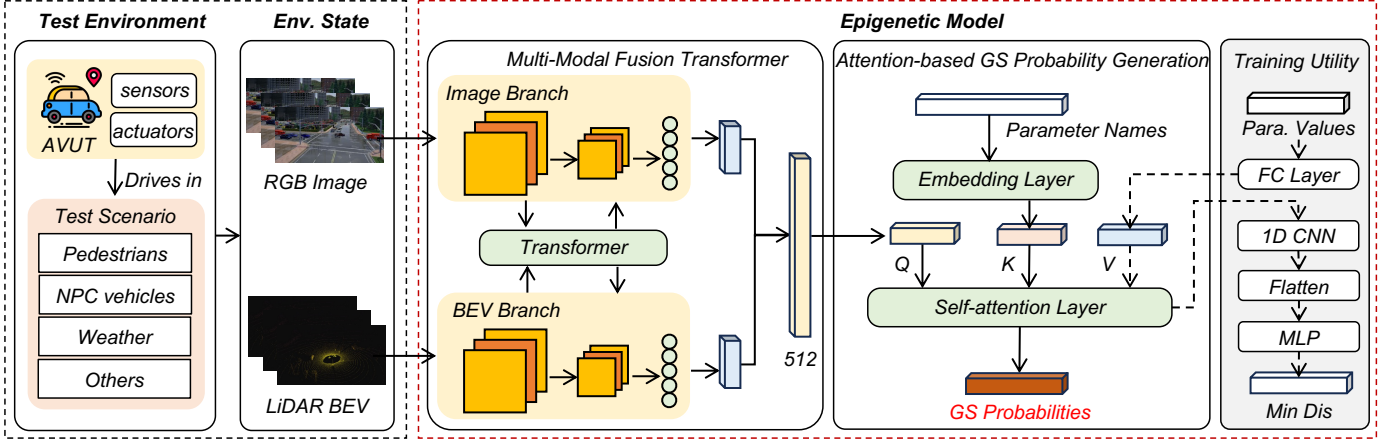 Test Environment
Env. State
Epigenetic Model
sensors
actuators
AVUT
Drives in
Test Scenario
Pedestrians
NPC vehicles
Weather
Others
RGB Image
LiDAR BEV
Multi-Modal Fusion Transformer
Image Branch
Transformer
BEV Branch
512
Attention-based GS Probability Generation
Parameter Names
Embedding Layer
Q
K
V
Self-attention Layer
GS Probabilities
Training Utility
Para. Values
FC Layer
1D CNN
Flatten
MLP
Min Dis